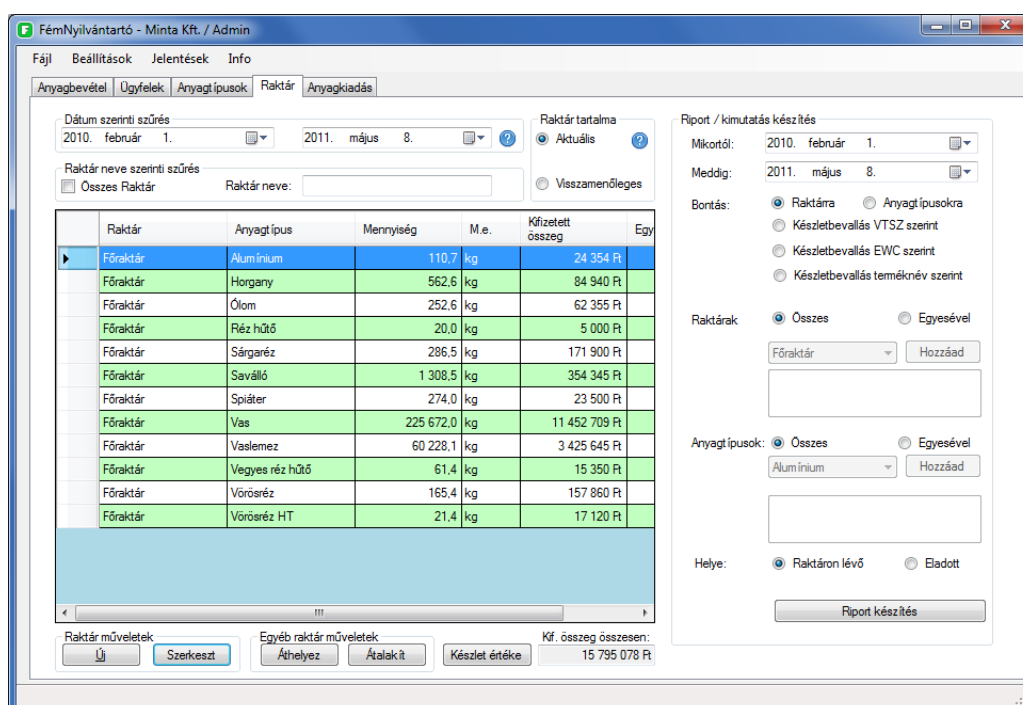 FémNyilvántartó - Minta Kft. / Admin
Fájl Beállítások Jelentések Info
Anyagbevétel Ügyfelek Anyagtípusok Raktár Anyagkiadás
Dátum szerinti szűrés
2010. február 1. 2011. május 8.
Raktár neve szerinti szűrés
Összes Raktár Raktár neve:
Raktár tartalma
Aktuális
Visszamenőleges
Raktár Anyagtípus Mennyiség M.e. Kifizetett összeg Egy
Főraktár Alumínium 110,7 kg 24 354 Ft
Főraktár Horgany 562,6 kg 84 940 Ft
Főraktár Ólom 252,6 kg 62 355 Ft
Főraktár Réz hűtő 20,0 kg 5 000 Ft
Főraktár Sárgaréz 286,5 kg 171 900 Ft
Főraktár Saválló 1 308,5 kg 354 345 Ft
Főraktár Spiáter 274,0 kg 23 500 Ft
Főraktár Vas 225 672,0 kg 11 452 709 Ft
Főraktár Vaslemez 60 228,1 kg 3 425 645 Ft
Főraktár Vegyes réz hűtő 61,4 kg 15 350 Ft
Főraktár Vörösréz 165,4 kg 157 860 Ft
Főraktár Vörösréz HT 21,4 kg 17 120 Ft
Raktár műveletek
Új Szerkeszt
Egyéb raktár műveletek
Áthelyez Átalakít
Készlet értéke
Kif. összeg összesen:
15 795 078 Ft
Riport / kimutatás készítés
Mikortól: 2010. február 1.
Meddig: 2011. május 8.
Bontás: Raktárra Anyagtípusokra
Készletbevallás VTSZ szerint
Készletbevallás EWC szerint
Készletbevallás terméknév szerint
Raktárak Összes Egyesével
Főraktár Hozzáad
Anyagtípusok: Összes Egyesével
Alumínium Hozzáad
Helye: Raktáron lévő Eladott
Riport készítés